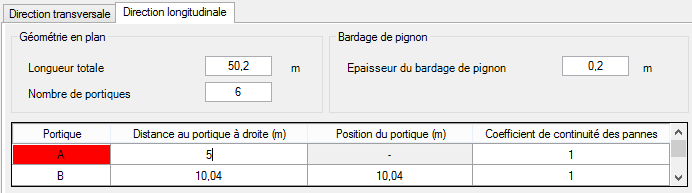 Direction transversale Direction longitudinale
Géométrie en plan Bardage de pignon
Longueur totale 50,2 m Epaisseur du bardage de pignon 0,2 m
Nombre de portiques 6
Portique Distance au portique à droite (m) Position du portique (m) Coefficient de continuité des pannes
A 5 - 1
B 10,04 10,04 1